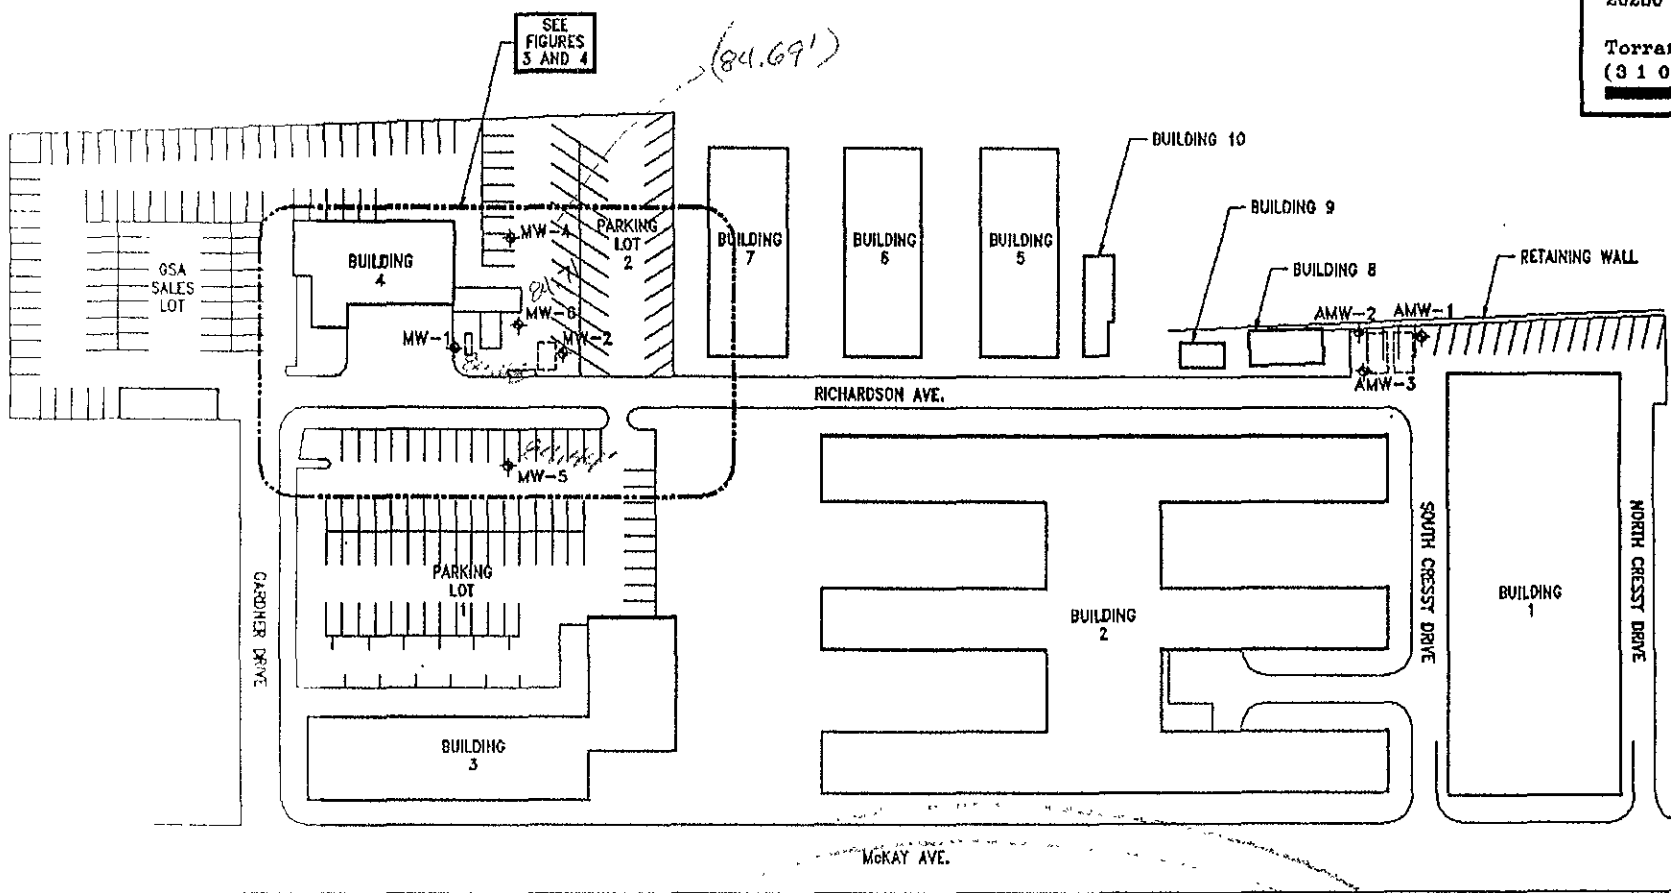 SEE
FIGURES
3 AND 4
(84.69')
Torran
(310
BUILDING 10
BUILDING 9
BUILDING 8
RETAINING WALL
GSA
SALES
LOT
BUILDING
4
MW-4
PARKING
LOT
2
BUILDING
7
BUILDING
6
BUILDING
5
AMW-2
AMW-1
MW-1
MW-6
MW-2
AMW-3
RICHARDSON AVE.
MW-5
PARKING
LOT
1
GARDNER DRIVE
BUILDING
2
SOUTH CRESSY DRIVE
BUILDING
1
NORTH CRESSY DRIVE
BUILDING
3
McKAY AVE.